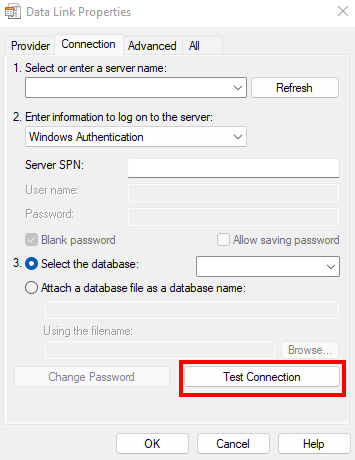 Data Link Properties
Provider Connection Advanced All
1. Select or enter a server name:
Refresh
2. Enter information to log on to the server:
Windows Authentication
Server SPN:
User name:
Password:
Blank password Allow saving password
3. Select the database:
Attach a database file as a database name:
Using the filename:
Browse...
Change Password Test Connection
OK Cancel Help